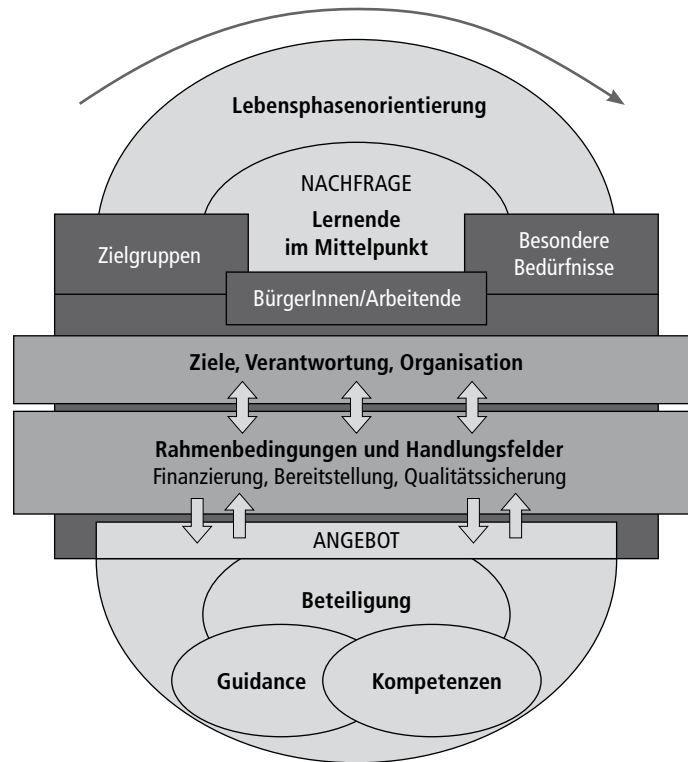 Lebensphasenorientierung
NACHFRAGE
Lernende
im Mittelpunkt
Zielgruppen
Besondere
Bedürfnisse
BürgerInnen/Arbeitende
Ziele, Verantwortung, Organisation
Rahmenbedingungen und Handlungsfelder
Finanzierung, Bereitstellung, Qualitätssicherung
ANGEBOT
Beteiligung
Guidance
Kompetenzen